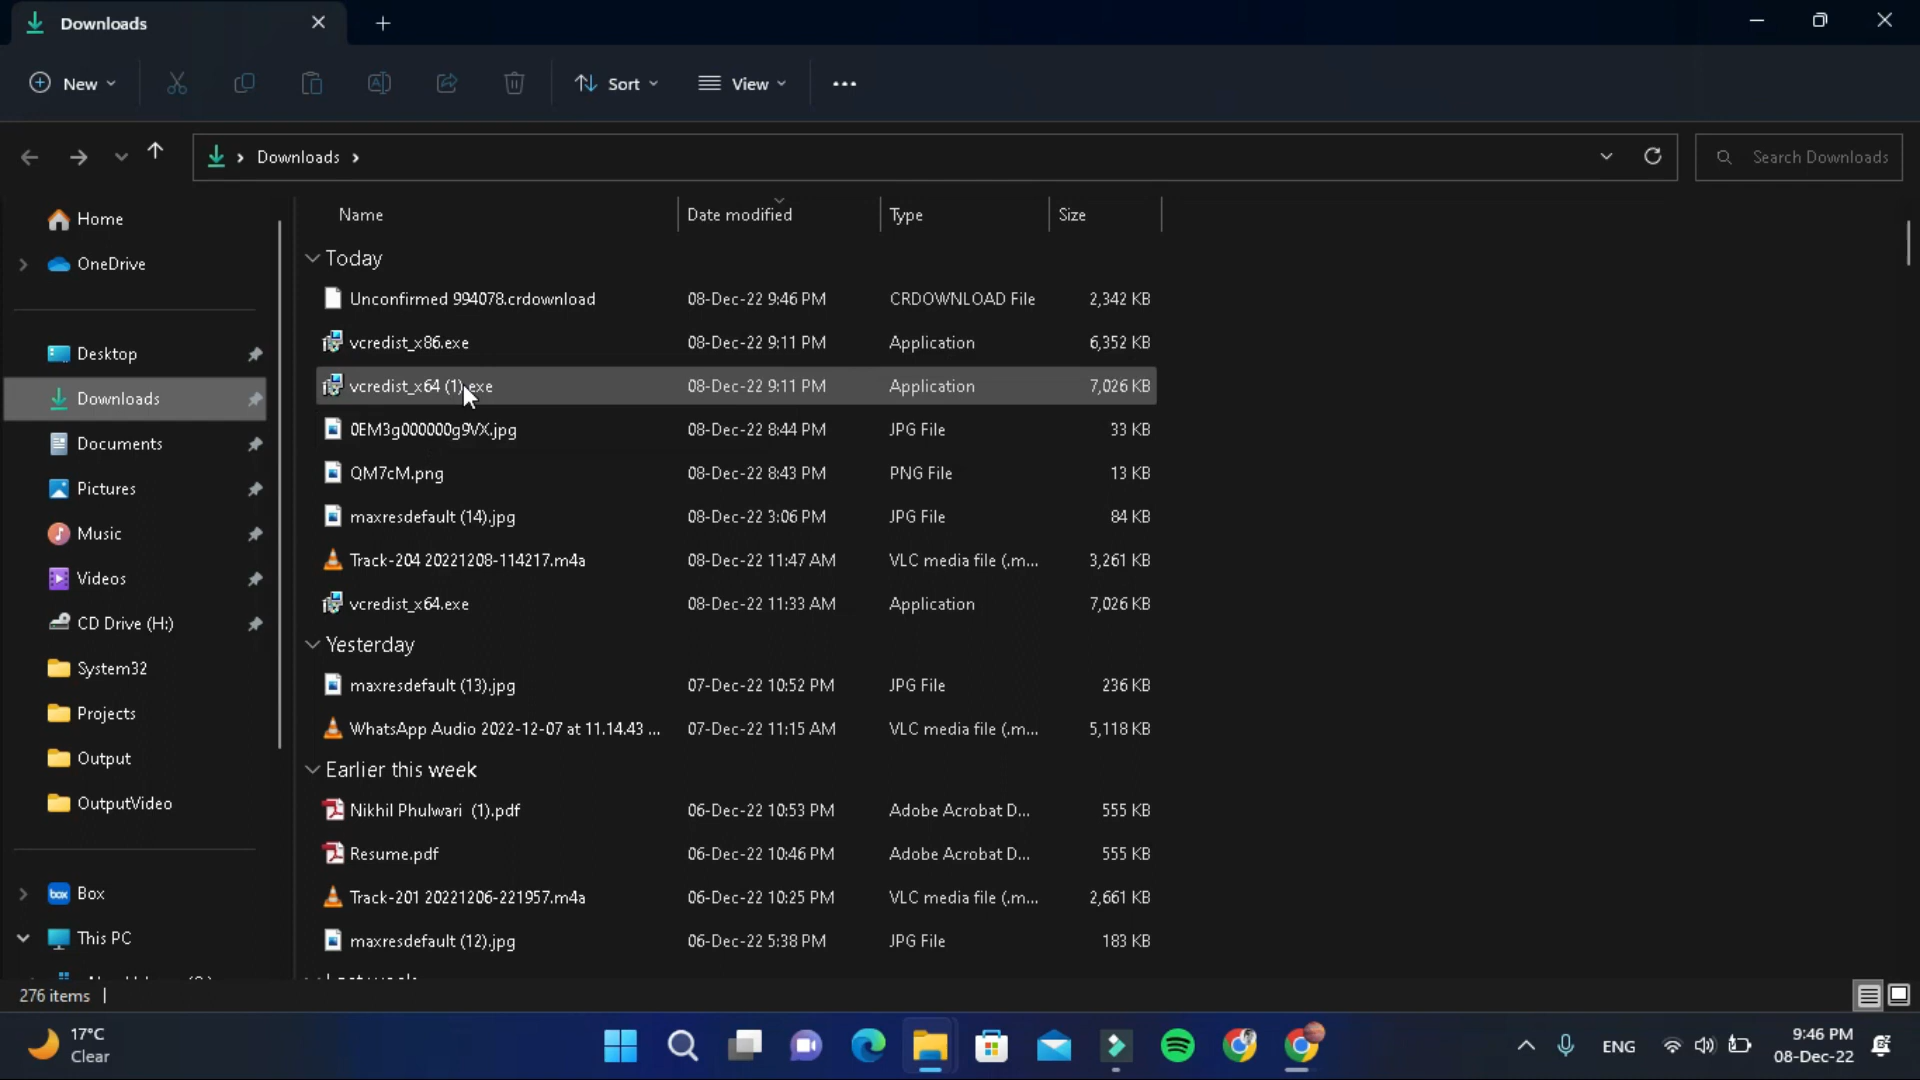 Downloads
New
Sort
View
Downloads
Search Downloads
Home
OneDrive
Desktop
Downloads
Documents
Pictures
Music
Videos
CD Drive (H:)
System32
Projects
Output
OutputVideo
Box
This PC
Name Date modified Type Size
Today
Unconfirmed 994078.crdownload 08-Dec-22 9:46 PM CRDOWNLOAD File 2,342 KB
vcredist_x86.exe 08-Dec-22 9:11 PM Application 6,352 KB
vcredist_x64 (1).exe 08-Dec-22 9:11 PM Application 7,026 KB
0EM3g000000g9VX.jpg 08-Dec-22 8:44 PM JPG File 33 KB
QM7cM.png 08-Dec-22 8:43 PM PNG File 13 KB
maxresdefault (14).jpg 08-Dec-22 3:06 PM JPG File 84 KB
Track-204 20221208-114217.m4a 08-Dec-22 11:47 AM VLC media file (.m... 3,261 KB
vcredist_x64.exe 08-Dec-22 11:33 AM Application 7,026 KB
Yesterday
maxresdefault (13).jpg 07-Dec-22 10:52 PM JPG File 236 KB
WhatsApp Audio 2022-12-07 at 11.14.43 ... 07-Dec-22 11:15 AM VLC media file (.m... 5,118 KB
Earlier this week
Nikhil Phulwari (1).pdf 06-Dec-22 10:53 PM Adobe Acrobat D... 555 KB
Resume.pdf 06-Dec-22 10:46 PM Adobe Acrobat D... 555 KB
Track-201 20221206-221957.m4a 06-Dec-22 10:25 PM VLC media file (.m... 2,661 KB
maxresdefault (12).jpg 06-Dec-22 5:38 PM JPG File 183 KB
276 items
17°C
Clear
ENG
9:46 PM
08-Dec-22